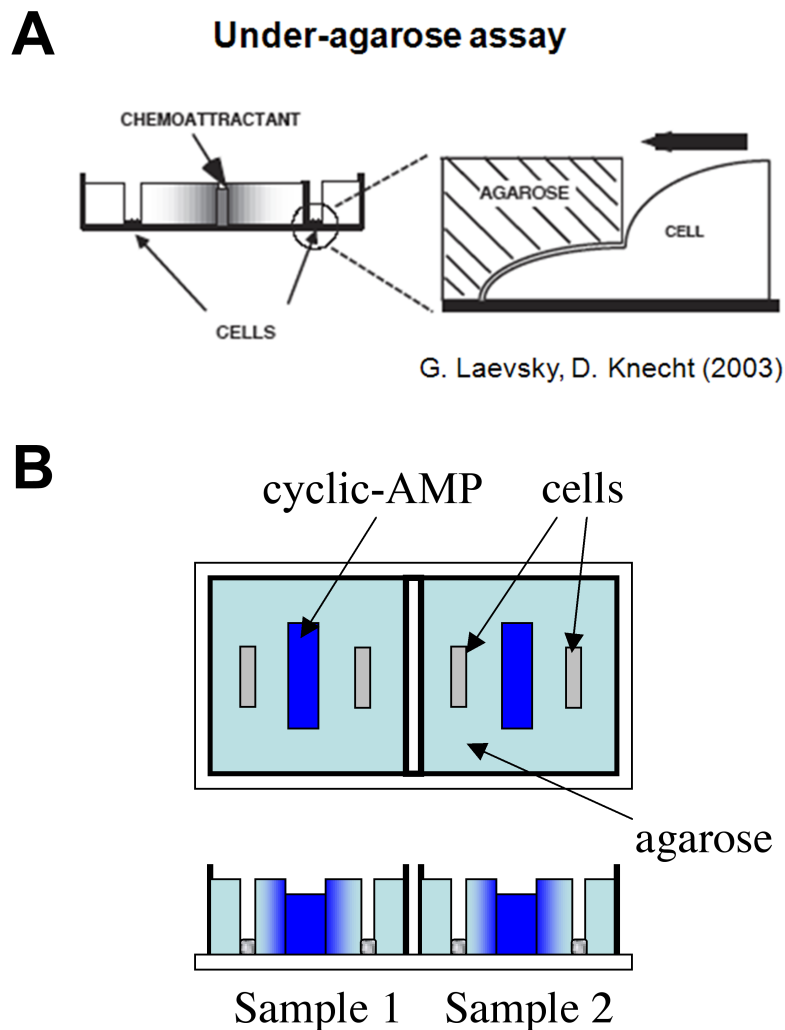 A
Under-agarose assay
CHEMOATTRACTANT
AGAROSE
CELL
CELLS
G. Laevsky, D. Knecht (2003)
B
cyclic-AMP
cells
agarose
Sample 1
Sample 2